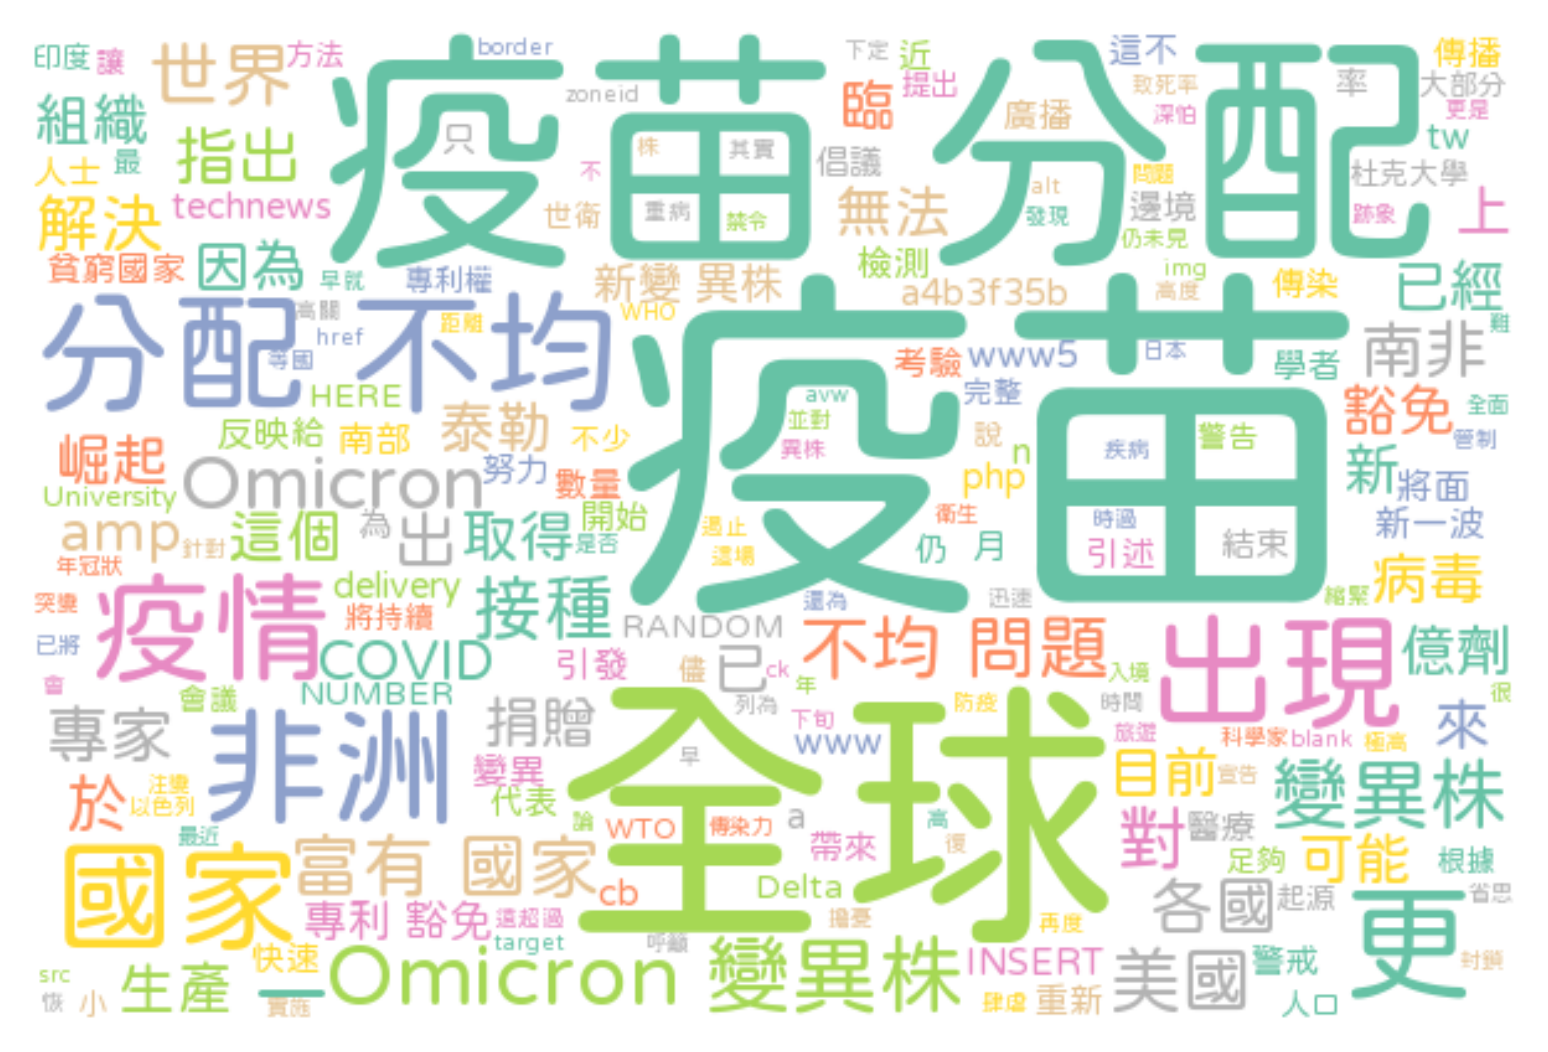 印度 讓 世界 方法 疫苗 分配 border 下定 近 這不 傳播
zoneid 提出 致死率 率 大部分
組織 指出 只 株 其實 臨 廣播 深怕 更是 tw
人士 最 不 倡議 問題 杜克大學
解決 technews 世衛 重病 禁令 無法 alt 發現 邊境 跡象 上
貧窮國家 因為 早就 專利權 新變 異株 檢測 仍未見 img 已經
a4b3f35b 高度 傳染
分配 不均 高關 href 距離 WHO 疫苗 考驗 www5 日本 學者 南非 難
等國 HERE avw 完整 豁免 全面
崛起 反映給 南部 泰勒 不少 並對 異株 說 n 疾病 警告 管制
University Omicron 努力 數量 php 新 將面
amp 針對 這個 為 出 取得 開始 是否 遏止 衛生 時過 新一波
年冠狀 這場 仍 月 引述 結束 病毒
突變 疫情 delivery 接種 還為 迅速 縮緊
將持續 RANDOM 不均 問題 出現 億劑
已將 COVID 引發 儘 已 ck 年 入境
會 會議 NUMBER 列為 防疫 時間 很
專家 非洲 捐贈 全球 下旬 www 旅遊 科學家 blank 極高 來
變異 早 目前 宣告 變異株
於 注變 以色列 代表
最近 論 WTO 傳染力 a 帶來 高 復 對 醫療 足夠 可能 根據
國家 富有 國家 cb Delta 各國 起源 省思
專利 豁免 遠超過 擔憂 再度 更
target 呼籲
src 快速 Omicron 變異株 INSERT 美國 警戒 封鎖
恢 小 生產 一 實施 肆虐 重新 人口